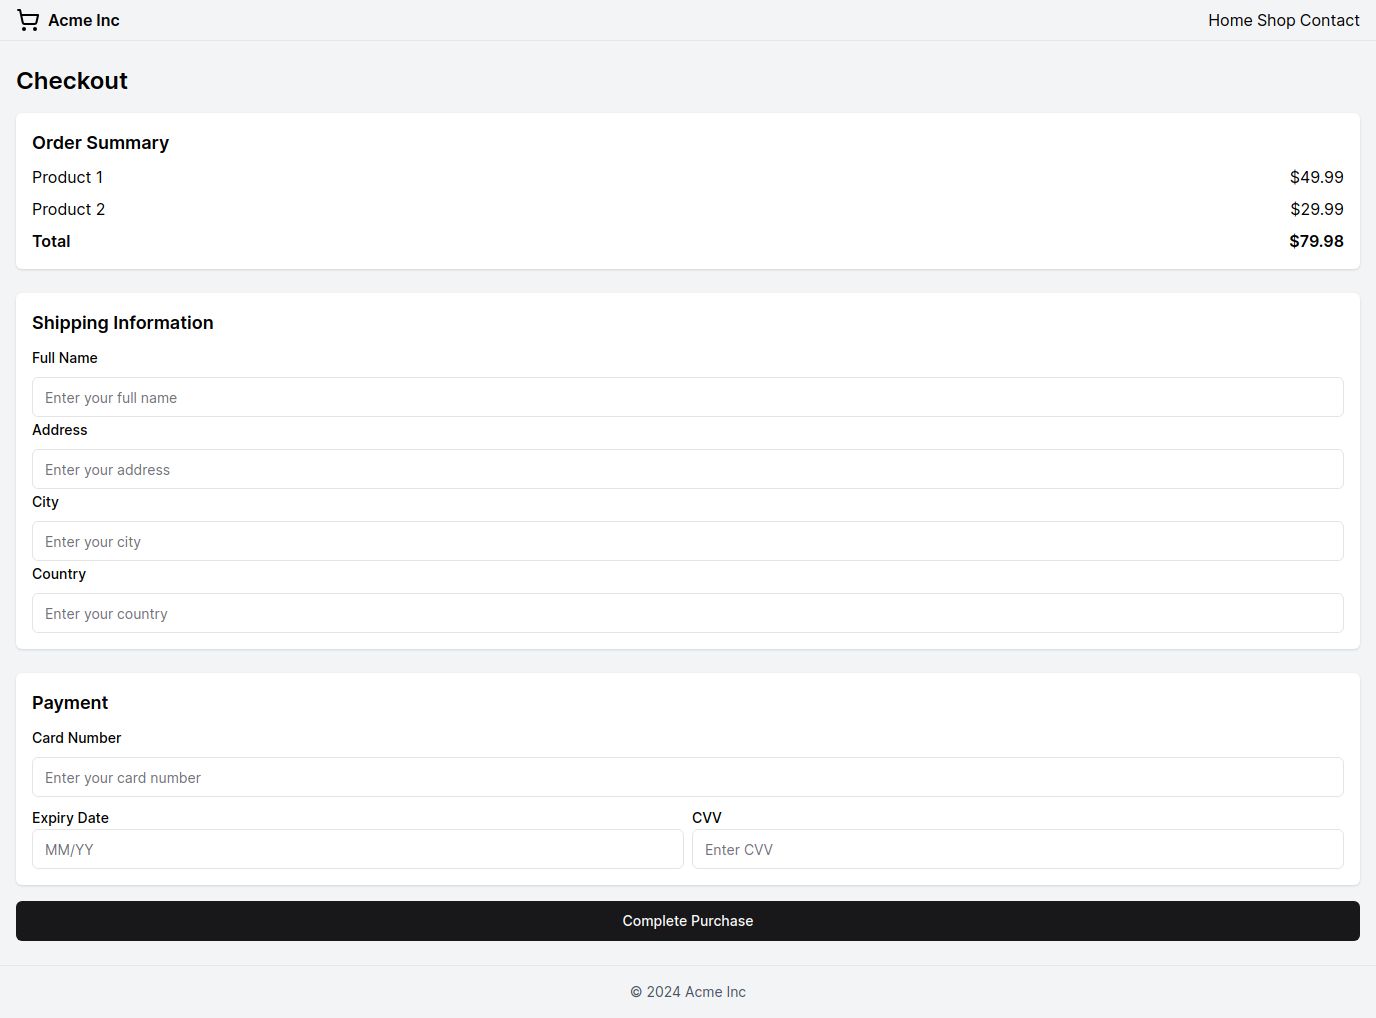 Acme Inc
Home Shop Contact
Checkout
Order Summary
Product 1 $49.99
Product 2 $29.99
Total $79.98
Shipping Information
Full Name
Enter your full name
Address
Enter your address
City
Enter your city
Country
Enter your country
Payment
Card Number
Enter your card number
Expiry Date CVV
MM/YY Enter CVV
Complete Purchase
© 2024 Acme Inc